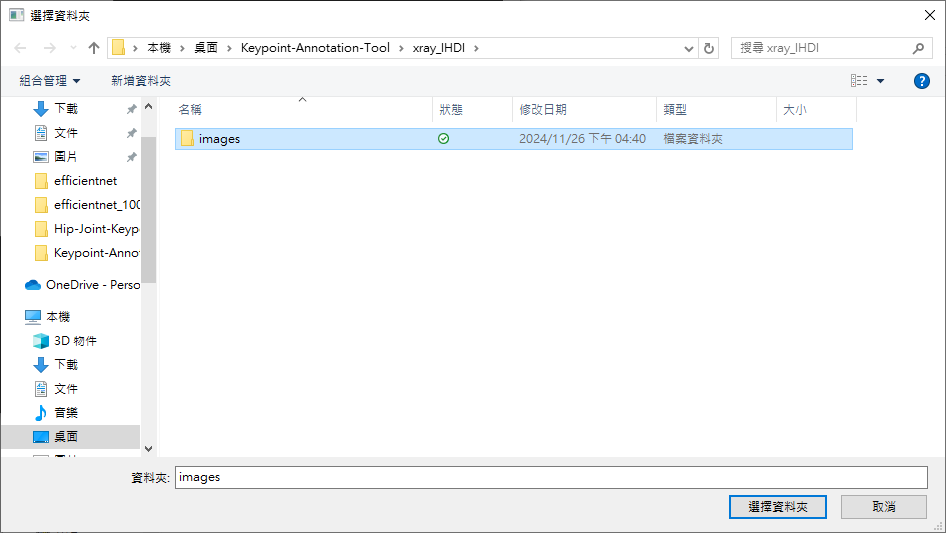 選擇資料夾
本機 桌面 Keypoint-Annotation-Tool xray_IHDI
搜尋 xray_IHDI
組合管理 新增資料夾
下載
文件
圖片
efficientnet
efficientnet_100
Hip-Joint-Keyp
Keypoint-Annot
OneDrive - Perso
本機
3D 物件
下載
文件
音樂
桌面
名稱 狀態 修改日期 類型 大小
images 2024/11/26 下午 04:40 檔案資料夾
資料夾: images
選擇資料夾 取消